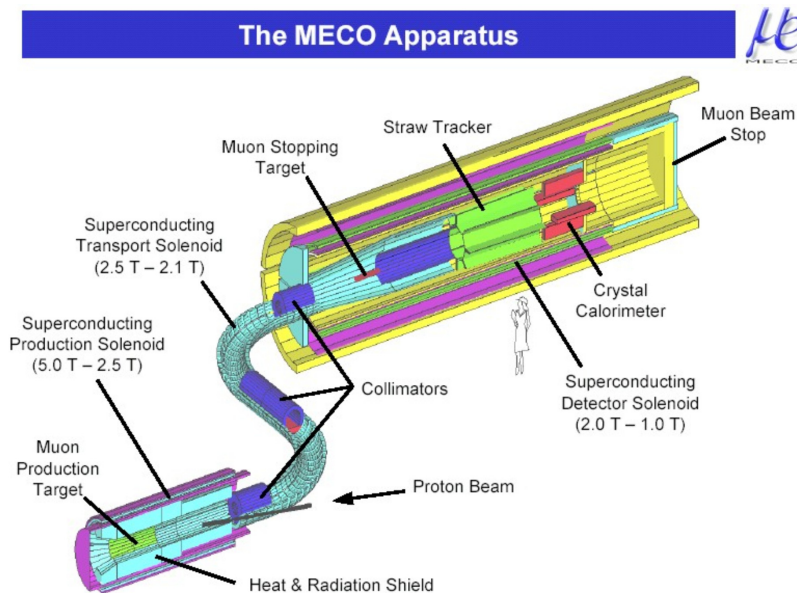 The MECO Apparatus
μe
MECO
Straw Tracker
Muon Beam
Stop
Muon Stopping
Target
Superconducting
Transport Solenoid
(2.5 T – 2.1 T)
Crystal
Calorimeter
Superconducting
Production Solenoid
(5.0 T – 2.5 T)
Collimators
Superconducting
Detector Solenoid
(2.0 T – 1.0 T)
Muon
Production
Target
Proton Beam
Heat & Radiation Shield